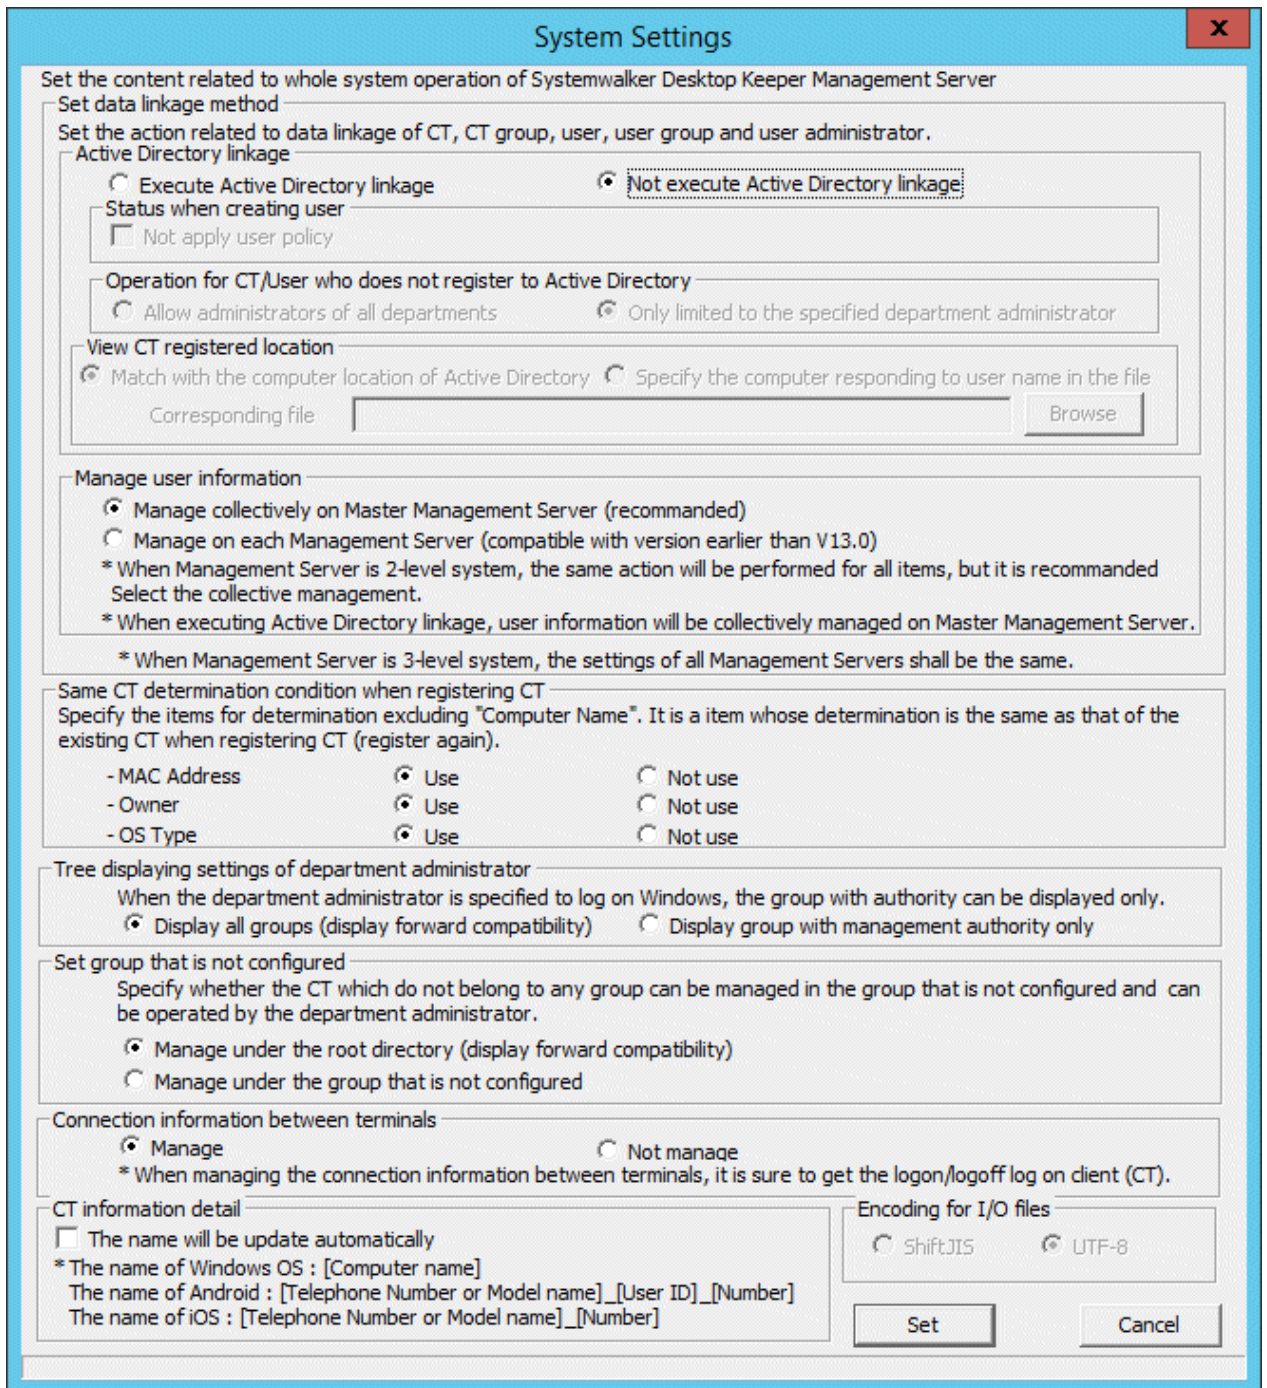 System Settings
x
Set the content related to whole system operation of Systemwalker Desktop Keeper Management Server
Set data linkage method
Set the action related to data linkage of CT, CT group, user, user group and user administrator.
Active Directory linkage
Execute Active Directory linkage Not execute Active Directory linkage
Status when creating user
Not apply user policy
Operation for CT/User who does not register to Active Directory
Allow administrators of all departments Only limited to the specified department administrator
View CT registered location
Match with the computer location of Active Directory Specify the computer responding to user name in the file
Corresponding file Browse
Manage user information
Manage collectively on Master Management Server (recommanded)
Manage on each Management Server (compatible with version earlier than V13.0)
* When Management Server is 2-level system, the same action will be performed for all items, but it is recommanded
Select the collective management.
* When executing Active Directory linkage, user information will be collectively managed on Master Management Server.
* When Management Server is 3-level system, the settings of all Management Servers shall be the same.
Same CT determination condition when registering CT
Specify the items for determination excluding "Computer Name". It is a item whose determination is the same as that of the
existing CT when registering CT (register again).
- MAC Address Use Not use
- Owner Use Not use
- OS Type Use Not use
Tree displaying settings of department administrator
When the department administrator is specified to log on Windows, the group with authority can be displayed only.
Display all groups (display forward compatibility) Display group with management authority only
Set group that is not configured
Specify whether the CT which do not belong to any group can be managed in the group that is not configured and can
be operated by the department administrator.
Manage under the root directory (display forward compatibility)
Manage under the group that is not configured
Connection information between terminals
Manage Not manage
* When managing the connection information between terminals, it is sure to get the logon/logoff log on client (CT).
CT information detail
The name will be update automatically
* The name of Windows OS : [Computer name]
The name of Android : [Telephone Number or Model name]_[User ID]_[Number]
The name of iOS : [Telephone Number or Model name]_[Number]
Encoding for I/O files
ShiftJIS UTF-8
Set Cancel